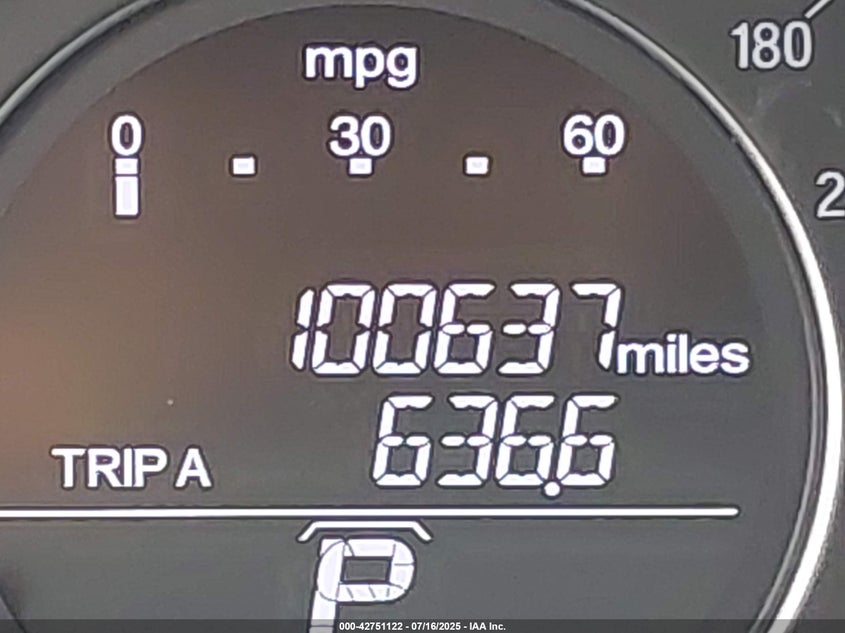 mpg
180
0 30 60
2
100637 miles
TRIP A 636.6
P
000-42751122 - 07/16/2025 - IAA Inc.